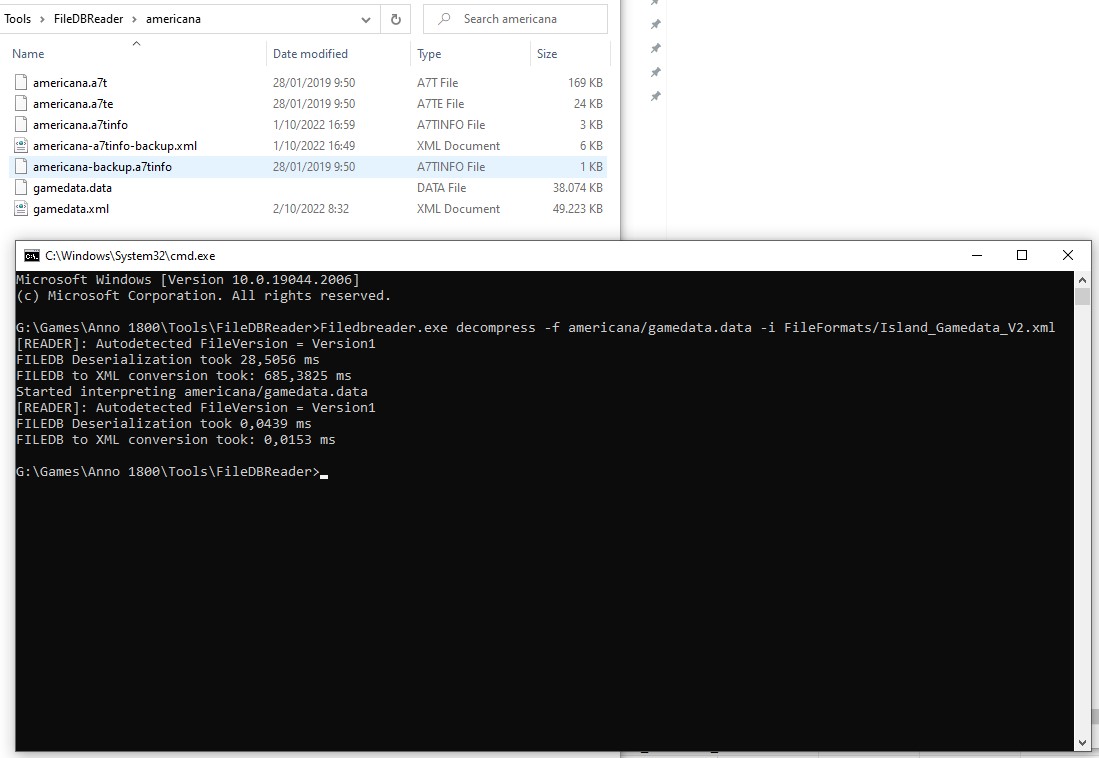 Tools > FileDBReader > americana
Search americana
Name Date modified Type Size
americana.a7t 28/01/2019 9:50 A7T File 169 KB
americana.a7te 28/01/2019 9:50 A7TE File 24 KB
americana.a7tinfo 1/10/2022 16:59 A7TINFO File 3 KB
americana-a7tinfo-backup.xml 1/10/2022 16:49 XML Document 6 KB
americana-backup.a7tinfo 28/01/2019 9:50 A7TINFO File 1 KB
gamedata.data DATA File 38.074 KB
gamedata.xml 2/10/2022 8:32 XML Document 49.223 KB
C:\Windows\System32\cmd.exe
Microsoft Windows [Version 10.0.19044.2006]
(c) Microsoft Corporation. All rights reserved.
G:\Games\Anno 1800\Tools\FileDBReader>Filedbreader.exe decompress -f americana/gamedata.data -i FileFormats/Island_Gamedata_V2.xml
[READER]: Autodetected FileVersion = Version1
FILEDB Deserialization took 28,5056 ms
FILEDB to XML conversion took: 685,3825 ms
Started interpreting americana/gamedata.data
[READER]: Autodetected FileVersion = Version1
FILEDB Deserialization took 0,0439 ms
FILEDB to XML conversion took: 0,0153 ms
G:\Games\Anno 1800\Tools\FileDBReader>